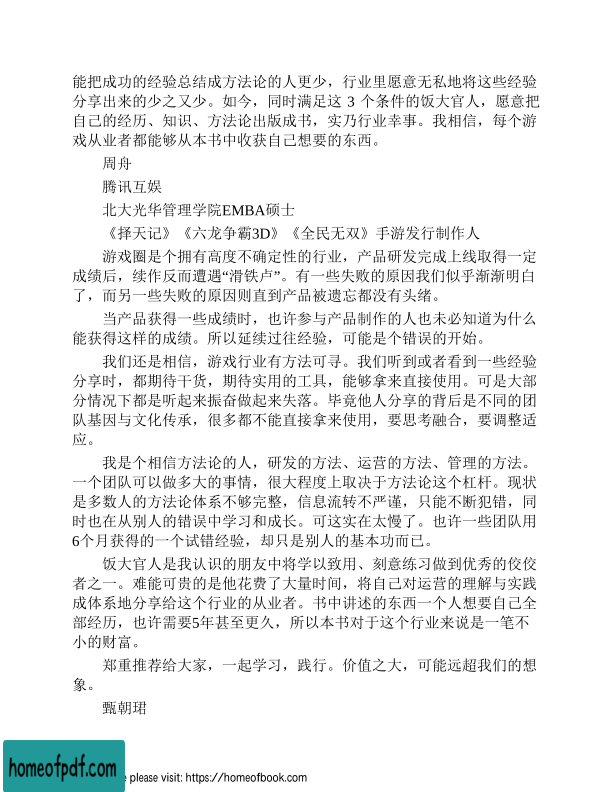 能把成功的经验总结成方法论的人更少，行业里愿意无私地将这些经验
分享出来的少之又少。如今，同时满足这 3 个条件的饭大官人，愿意把
自己的经历、知识、方法论出版成书，实乃行业幸事。我相信，每个游
戏从业者都能够从本书中收获自己想要的东西。
周舟
腾讯互娱
北大光华管理学院EMBA硕士
《择天记》《六龙争霸3D》《全民无双》手游发行制作人
游戏圈是个拥有高度不确定性的行业，产品研发完成上线取得一定
成绩后，续作反而遭遇“滑铁卢”。有一些失败的原因我们似乎渐渐明白
了，而另一些失败的原因则直到产品被遗忘都没有头绪。
当产品获得一些成绩时，也许参与产品制作的人也未必知道为什么
能获得这样的成绩。所以延续过往经验，可能是个错误的开始。
我们还是相信，游戏行业有方法可寻。我们听到或者看到一些经验
分享时，都期待干货，期待实用的工具，能够拿来直接使用。可是大部
分情况下都是听起来振奋做起来失落。毕竟他人分享的背后是不同的团
队基因与文化传承，很多都不能直接拿来使用，要思考融合，要调整适
应。
我是个相信方法论的人，研发的方法、运营的方法、管理的方法。
一个团队可以做多大的事情，很大程度上取决于方法论这个杠杆。现状
是多数人的方法论体系不够完整，信息流转不严谨，只能不断犯错，同
时也在从别人的错误中学习和成长。可这实在太慢了。也许一些团队用
6个月获得的一个试错经验，却只是别人的基本功而已。
饭大官人是我认识的朋友中将学以致用、刻意练习做到优秀的佼佼
者之一。难能可贵的是他花费了大量时间，将自己对运营的理解与实践
成体系地分享给这个行业的从业者。书中讲述的东西一个人想要自己全
部经历，也许需要5年甚至更久，所以本书对于这个行业来说是一笔不
小的财富。
郑重推荐给大家，一起学习，践行。价值之大，可能远超我们的想
象。
甄朝珺
homeofpdf.com
e please visit: https://homeofbook.com